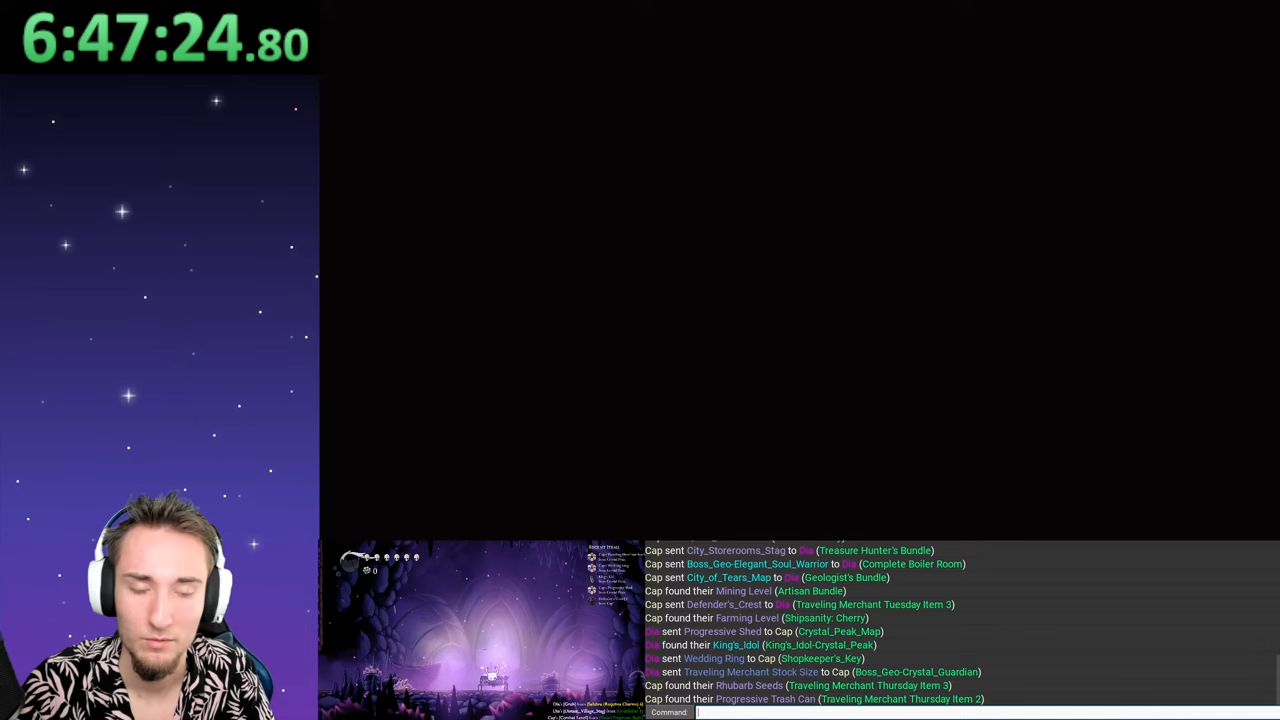 6:47:24.80
RECENT ITEMS
0
Cap sent City_Storerooms_Stag to Dia (Treasure Hunter's Bundle)
Cap sent Boss_Geo-Elegant_Soul_Warrior to Dia (Complete Boiler Room)
Cap sent City_of_Tears_Map to Dia (Geologist's Bundle)
Cap found their Mining Level (Artisan Bundle)
Cap sent Defender's_Crest to Dia (Traveling Merchant Tuesday Item 3)
Cap found their Farming Level (Shipsanity: Cherry)
Dia sent Progressive Shed to Cap (Crystal_Peak_Map)
Dia found their King's_Idol (King's_Idol-Crystal_Peak)
Dia sent Wedding Ring to Cap (Shopkeeper's_Key)
Dia sent Traveling Merchant Stock Size to Cap (Boss_Geo-Crystal_Guardian)
Cap found their Rhubarb Seeds (Traveling Merchant Thursday Item 3)
Cap found their Progressive Trash Can (Traveling Merchant Thursday Item 2)
Command: